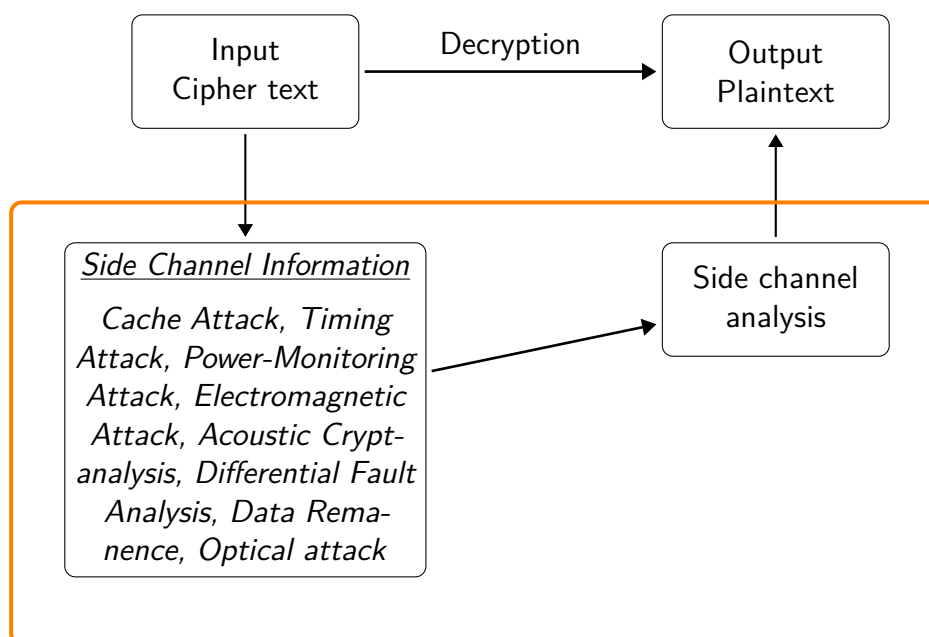 Input
Cipher text
Decryption
Output
Plaintext
Side Channel Information
Cache Attack, Timing
Attack, Power-Monitoring
Attack, Electromagnetic
Attack, Acoustic Crypt-
analysis, Differential Fault
Analysis, Data Rema-
nence, Optical attack
Side channel
analysis